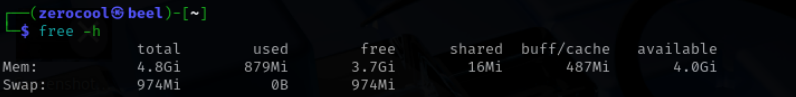 ┌──(zerocool㉿beel)-[~]
└─$ free -h
               total        used        free      shared  buff/cache   available
Mem:           4.8Gi       879Mi       3.7Gi        16Mi       487Mi       4.0Gi
Swap:          974Mi          0B       974Mi